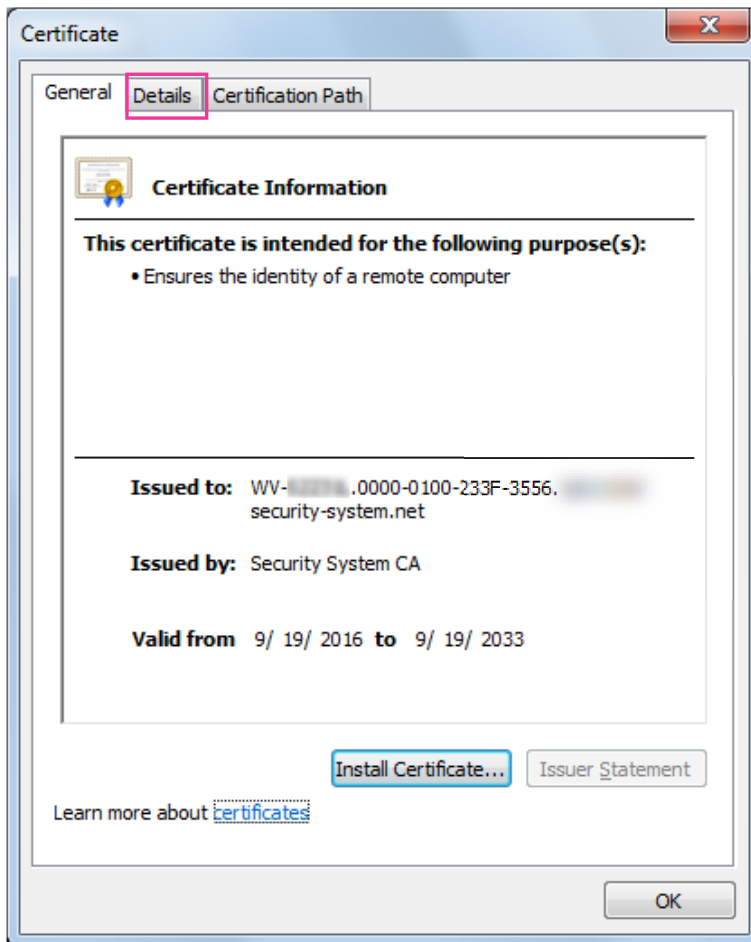 Certificate
General Details Certification Path
Certificate Information
This certificate is intended for the following purpose(s):
• Ensures the identity of a remote computer
Issued to: WV- .0000-0100-233F-3556.
security-system.net
Issued by: Security System CA
Valid from 9/ 19/ 2016 to 9/ 19/ 2033
Install Certificate... Issuer Statement
Learn more about certificates
OK